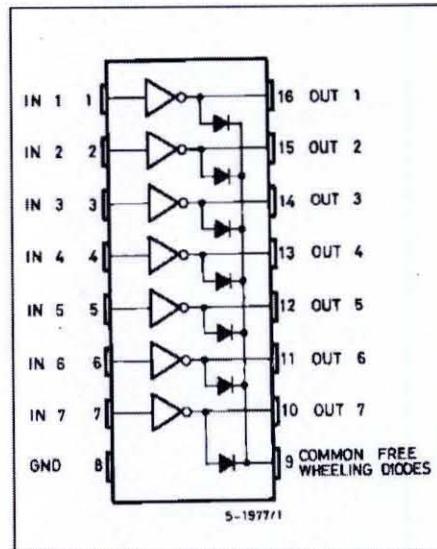 IN 1 1 16 OUT 1
IN 2 2 15 OUT 2
IN 3 3 14 OUT 3
IN 4 4 13 OUT 4
IN 5 5 12 OUT 5
IN 6 6 11 OUT 6
IN 7 7 10 OUT 7
GND 8 9 COMMON FREE
WHEELING DIODES
5-1977/1